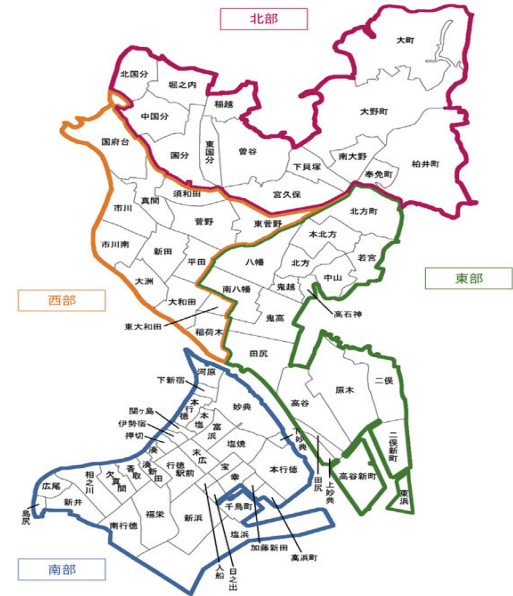 北部
大町
北国分
堀之内
稲越
中国分
大野町
国府台
国分
東国分
曽谷
南大野
下貝塚
奉免町
柏井町
須和田
宮久保
真間
市川
菅野
東菅野
北方町
本北方
市川南
新田
平田
八幡
北方
若宮
中山
東部
大洲
南八幡
鬼越
西部
大和田
鬼高
高石神
東大和田
稲荷木
田尻
河原
下新宿
二俣
原木
高谷
本行徳
妙典
関ヶ島
本塩
富浜
伊勢宿
押切
塩焼
下妙典
二俣新町
湊
末広
行徳駅前
宝
幸
本行徳
湊新田
香取
欠真間
相之川
広尾
新井
島尻
田尻
上妙典
高谷新町
東浜
千鳥町
福栄
新浜
南行徳
塩浜
加藤新田
高浜町
入船
日之出
南部